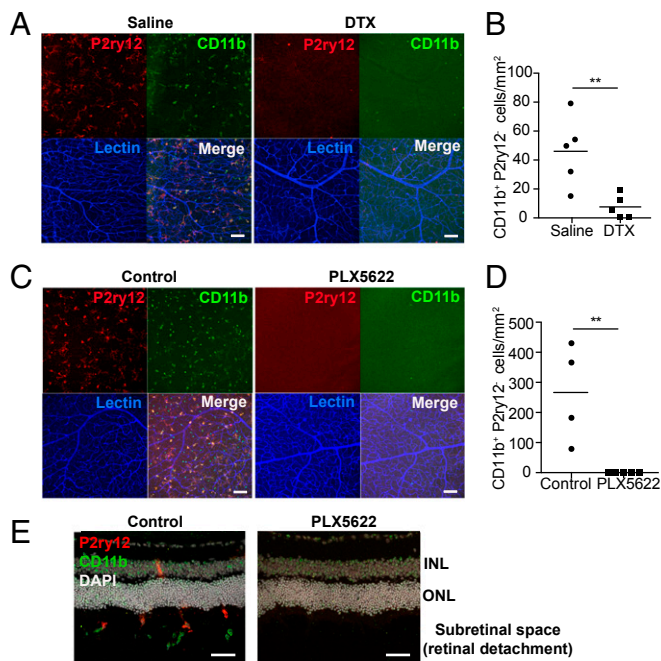 A
Saline
DTX
P2ry12
CD11b
P2ry12
CD11b
Lectin
Merge
Lectin
Merge
B
CD11b⁺ P2ry12⁻ cells/mm²
100
80
60
40
20
0
**
Saline
DTX
C
Control
PLX5622
P2ry12
CD11b
P2ry12
CD11b
Lectin
Merge
Lectin
Merge
D
CD11b⁺ P2ry12⁻ cells/mm²
500
400
300
200
100
0
**
Control
PLX5622
E
Control
PLX5622
P2ry12
CD11b
DAPI
INL
ONL
Subretinal space
(retinal detachment)